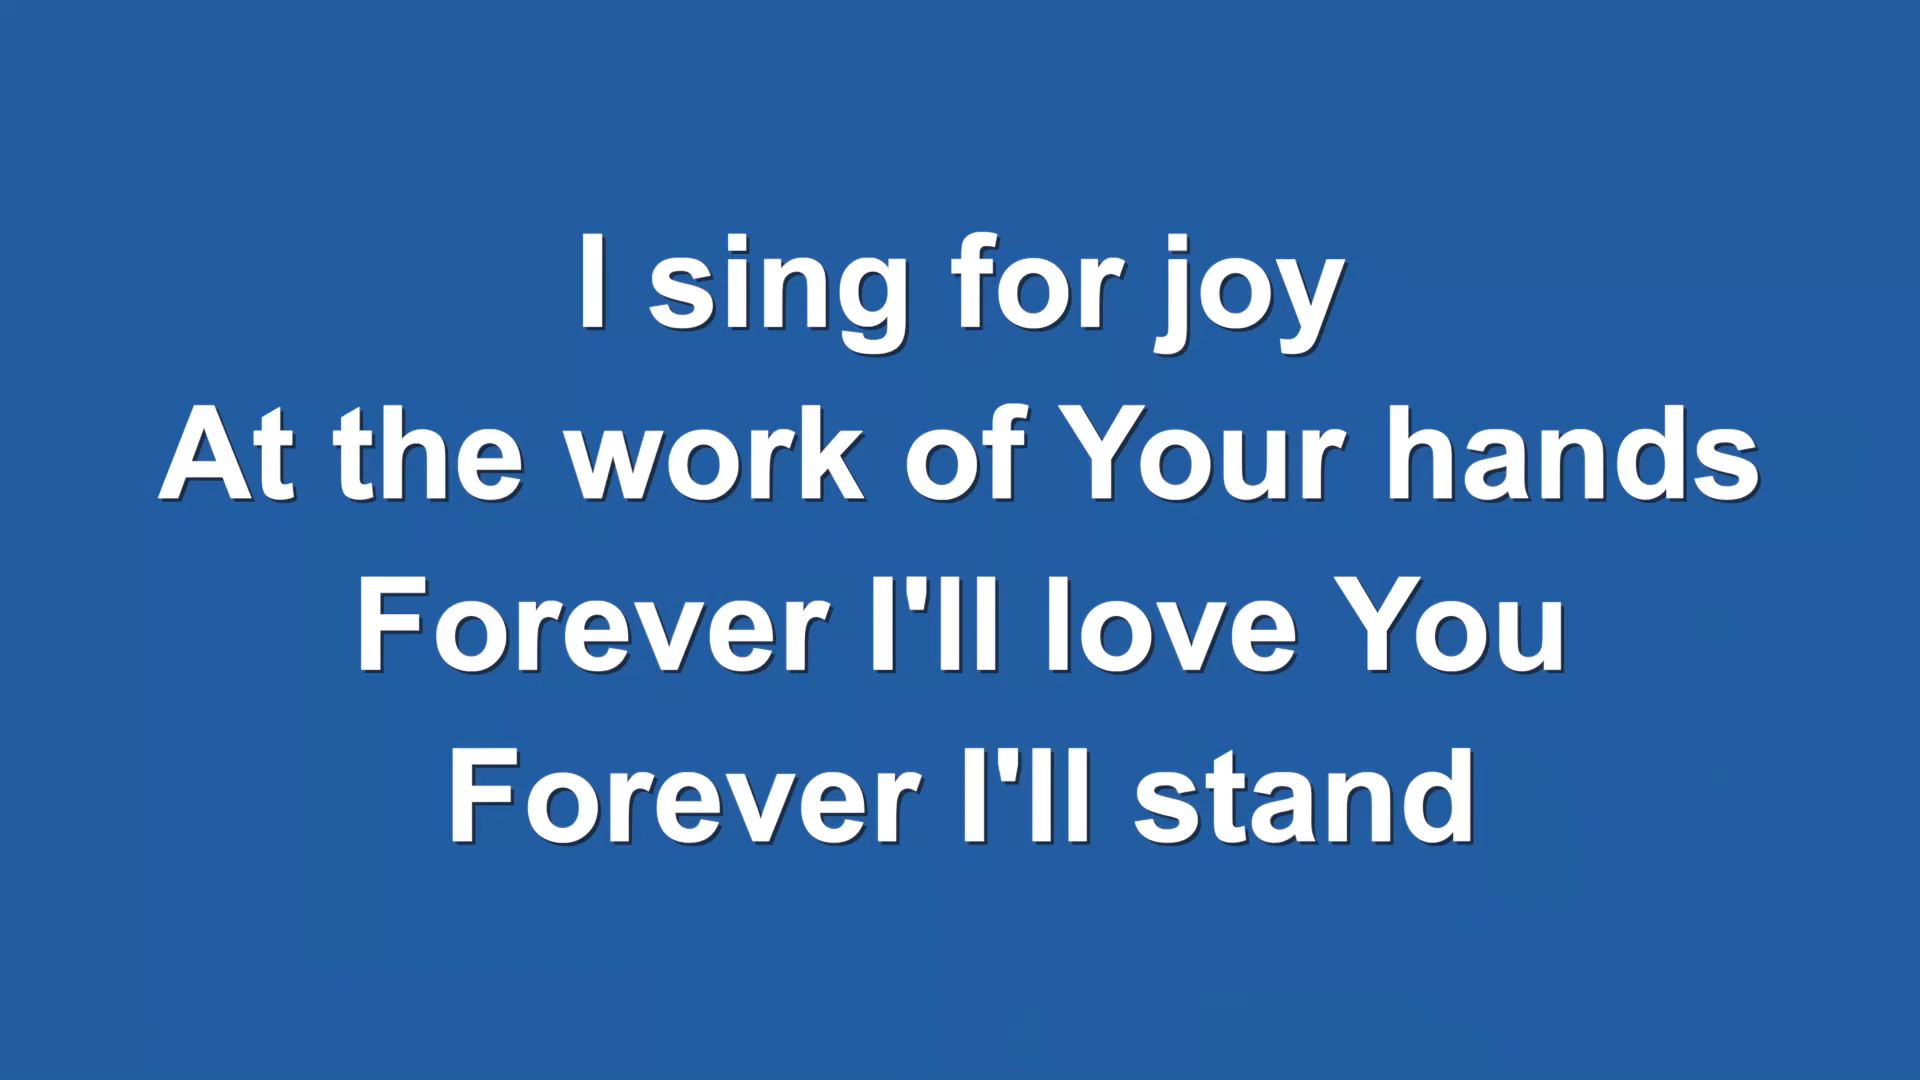 I sing for joy
At the work of Your hands
Forever I'll love You
Forever I'll stand